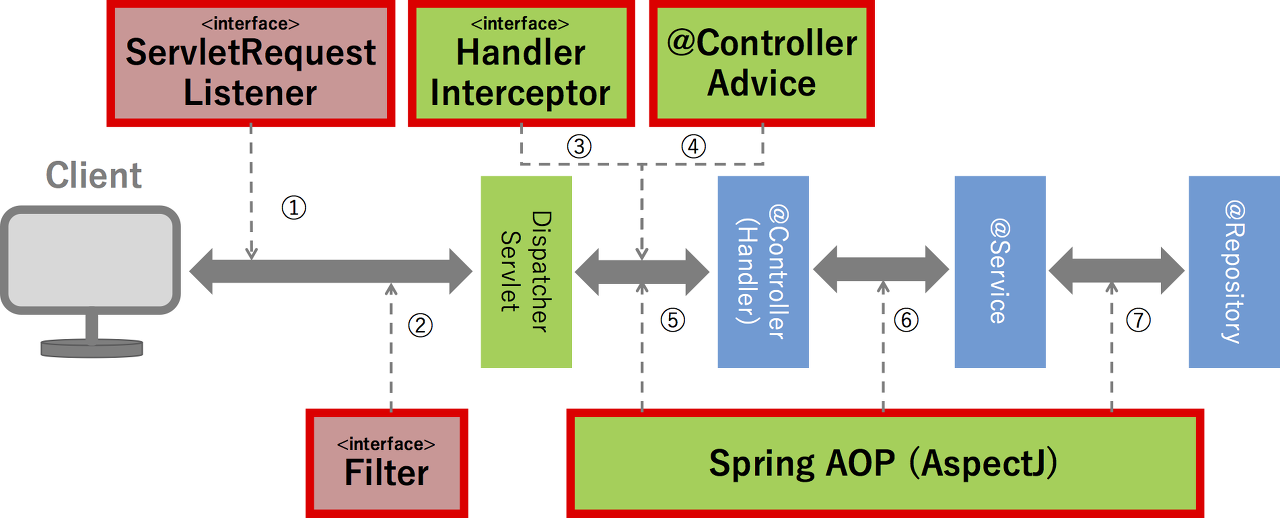 <interface>
ServletRequest
Listener
<interface>
Handler
Interceptor
@Controller
Advice
③
④
Client
①
Dispatcher
Servlet
@Controller
(Handler)
@Service
@Repository
②
⑤
⑥
⑦
<interface>
Filter
Spring AOP (AspectJ)